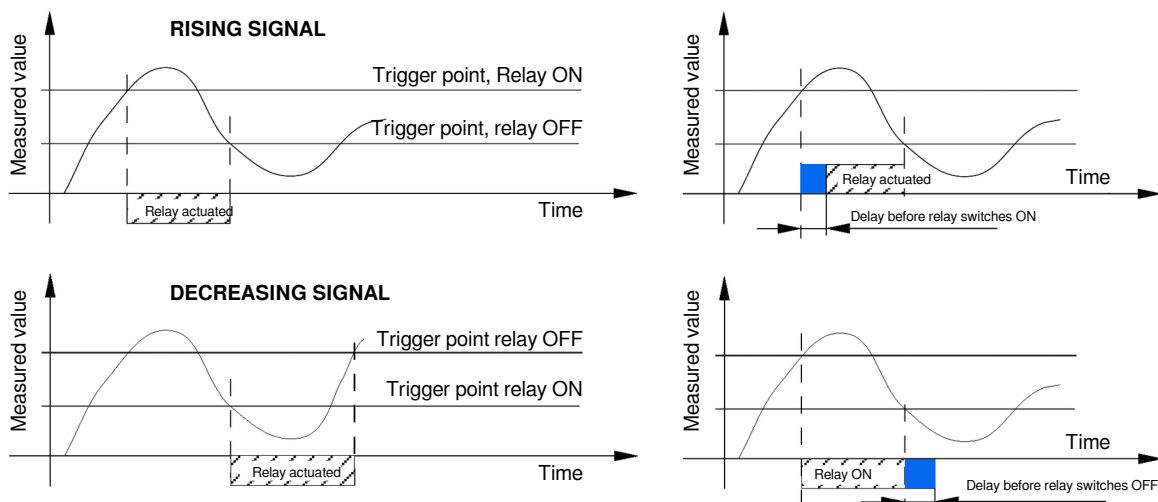 RISING SIGNAL
Measured value
Trigger point, Relay ON
Trigger point, relay OFF
Relay actuated
Time
Measured value
Relay actuated
Time
Delay before relay switches ON
DECREASING SIGNAL
Measured value
Trigger point relay OFF
Trigger point relay ON
Relay actuated
Time
Measured value
Time
Relay ON
Delay before relay switches OFF